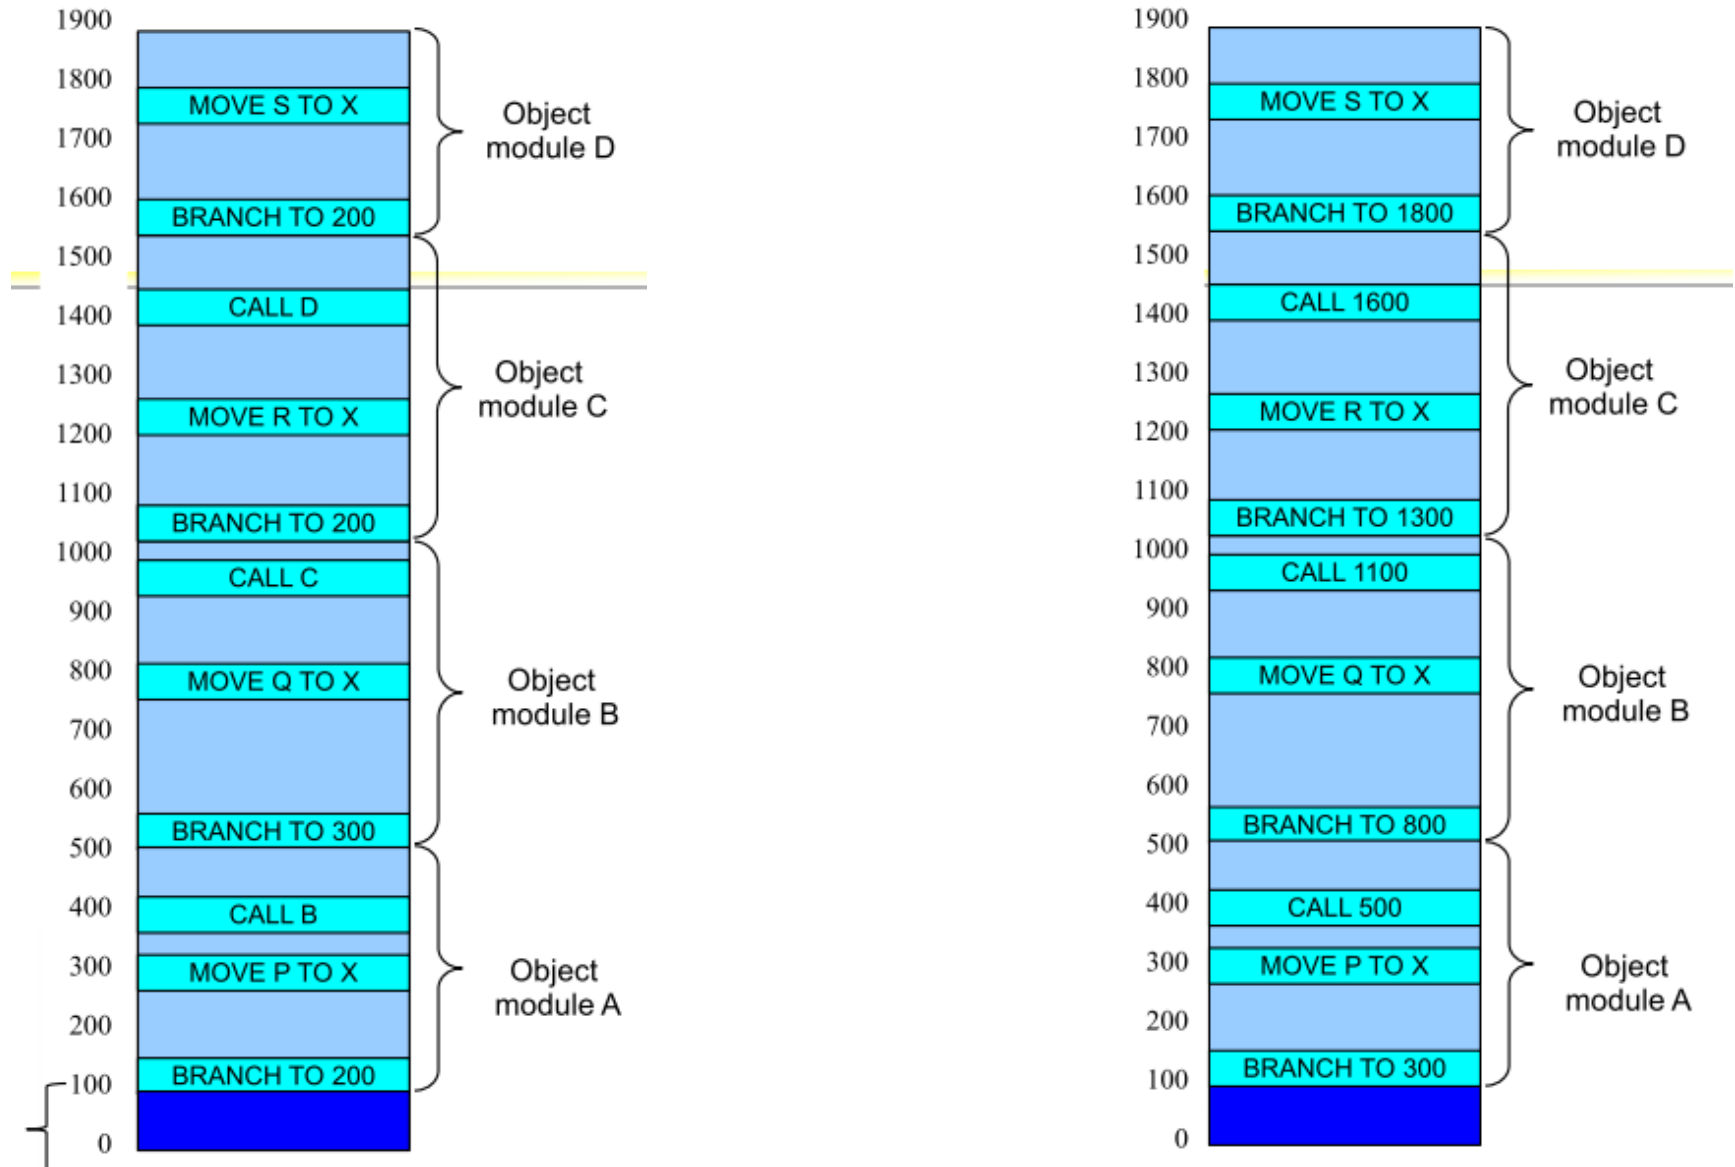 1900
1800
MOVE S TO X
1700
1600
BRANCH TO 200
1500
CALL D
1400
1300
MOVE R TO X
1200
1100
BRANCH TO 200
1000
CALL C
900
800
MOVE Q TO X
700
600
BRANCH TO 300
500
400
CALL B
300
MOVE P TO X
200
BRANCH TO 200
100
0
Object
module D
Object
module C
Object
module B
Object
module A
1900
1800
MOVE S TO X
1700
1600
BRANCH TO 1800
1500
CALL 1600
1400
1300
MOVE R TO X
1200
1100
BRANCH TO 1300
1000
CALL 1100
900
800
MOVE Q TO X
700
600
BRANCH TO 800
500
400
CALL 500
300
MOVE P TO X
200
BRANCH TO 300
100
0
Object
module D
Object
module C
Object
module B
Object
module A